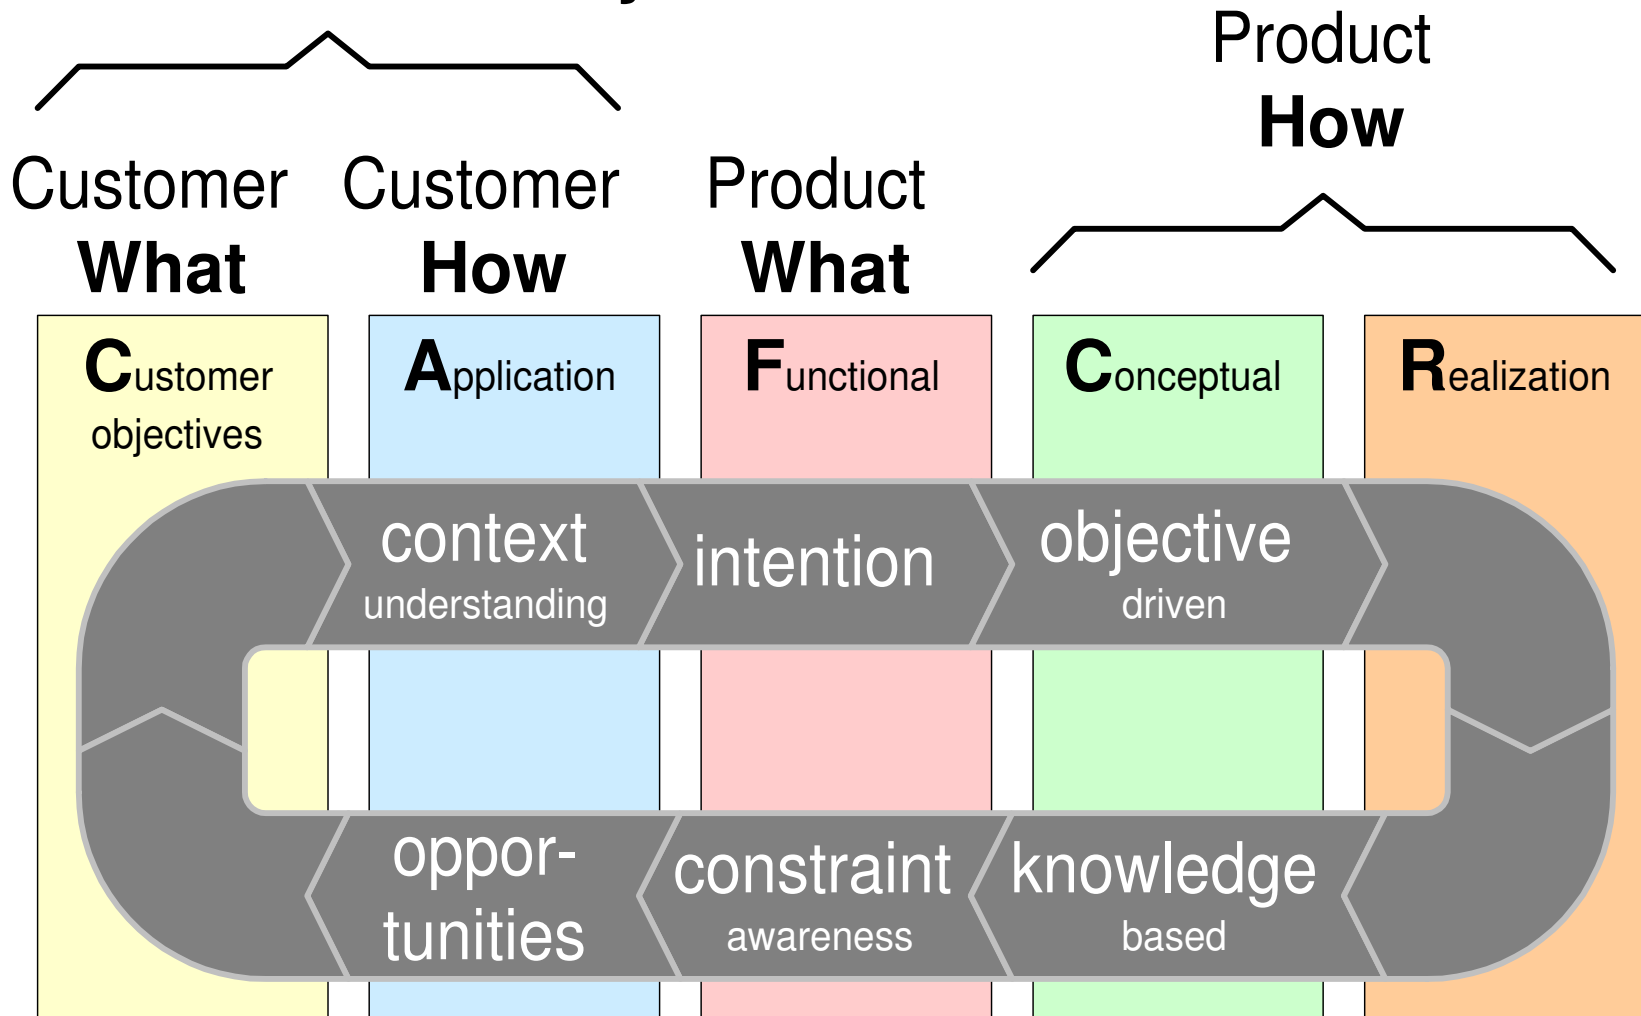 Product
How
Customer
What
Customer
How
Product
What
Customer
objectives
Application
Functional
Conceptual
Realization
context
understanding
intention
objective
driven
oppor-
tunities
constraint
awareness
knowledge
based